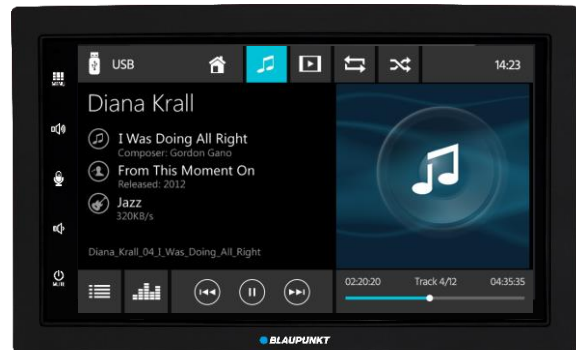 USB
14:23
MENU
Diana Krall
I Was Doing All Right
Composer: Gordon Gano
From This Moment On
Released: 2012
Jazz
320KB/s
Diana_Krall_04_I_Was_Doing_All_Right
MUTE
02:20:20 Track 4/12 04:35:35
BLAUPUNKT